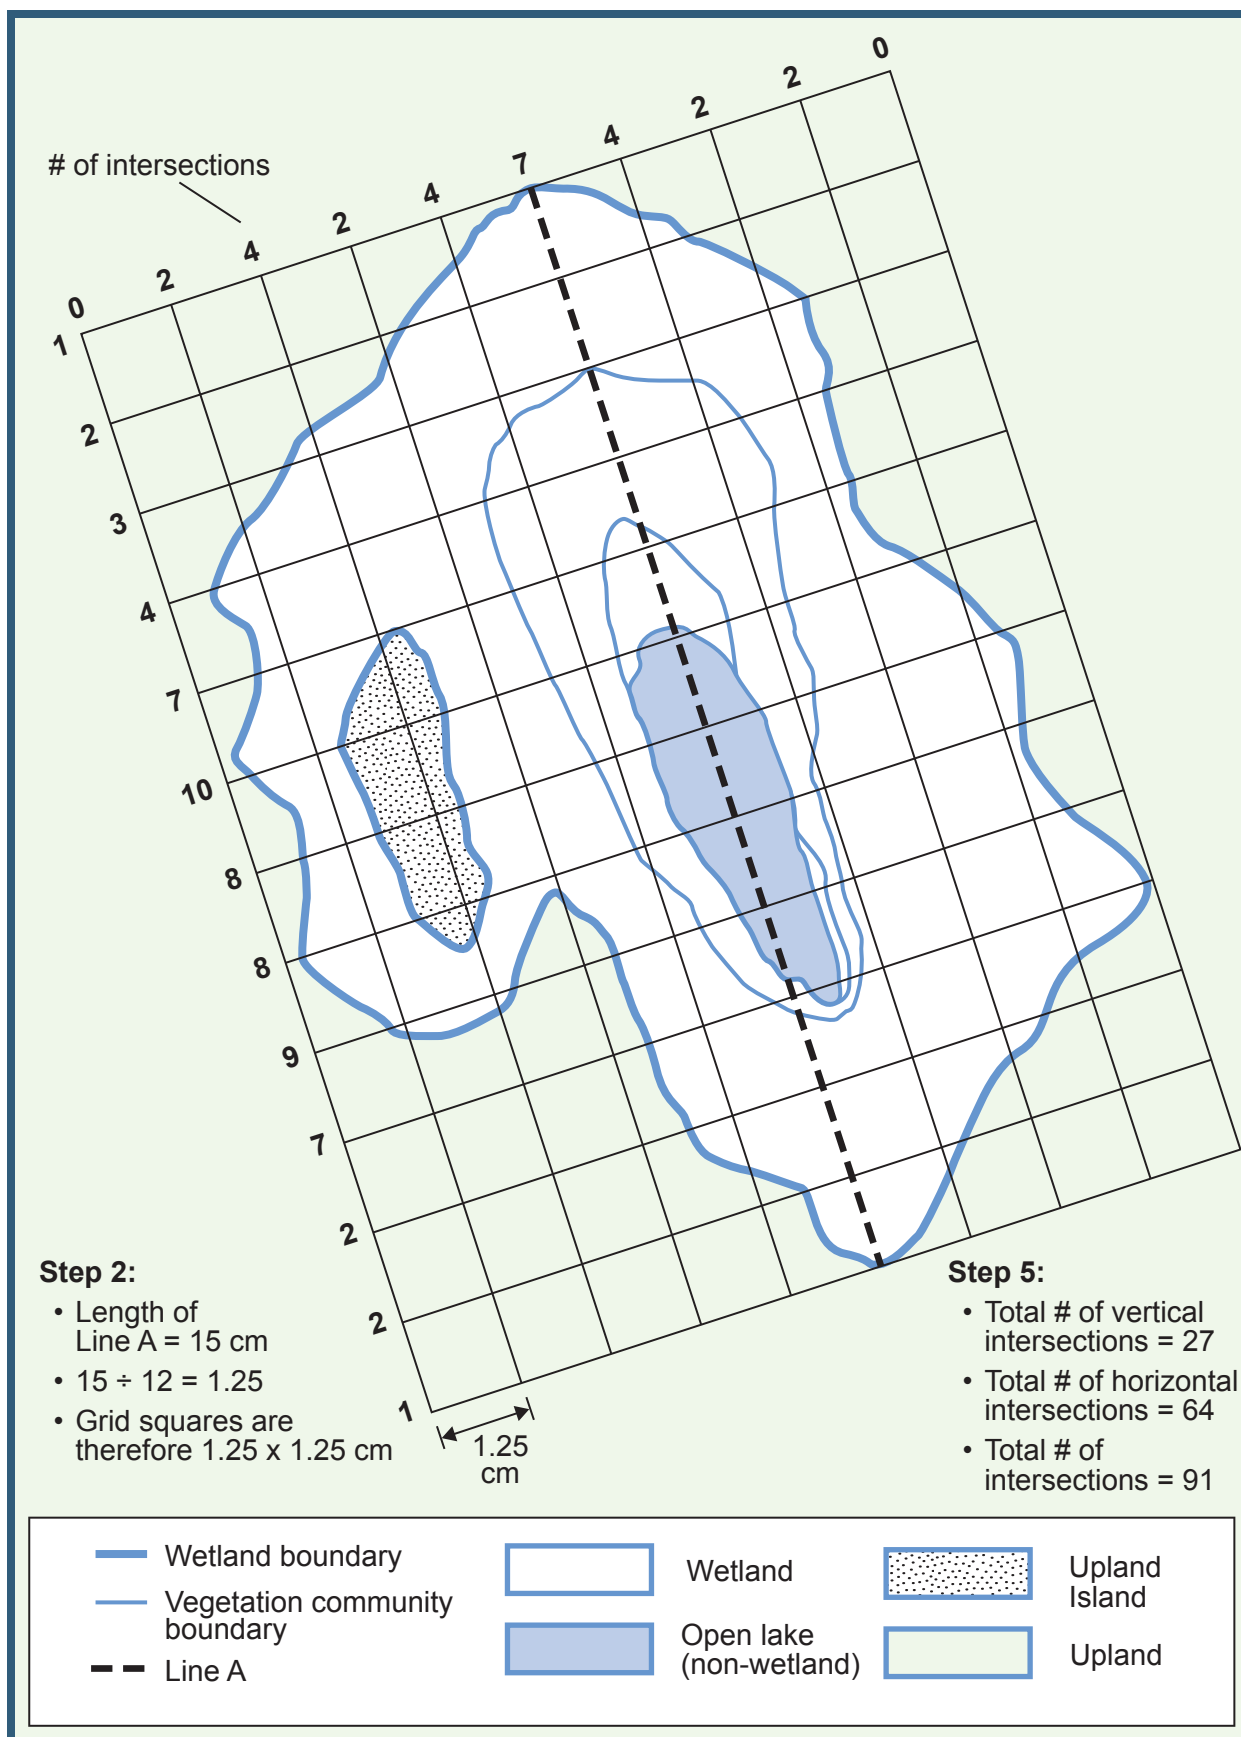 # of intersections
0
2
4
2
4
7
4
2
2
0
1
2
3
4
7
10
8
8
9
7
2
2
1
Step 2:
• Length of
Line A = 15 cm
• 15 ÷ 12 = 1.25
• Grid squares are
therefore 1.25 x 1.25 cm
1.25
cm
Step 5:
• Total # of vertical
intersections = 27
• Total # of horizontal
intersections = 64
• Total # of
intersections = 91
Wetland boundary
Vegetation community
boundary
Line A
Wetland
Open lake
(non-wetland)
Upland
Island
Upland